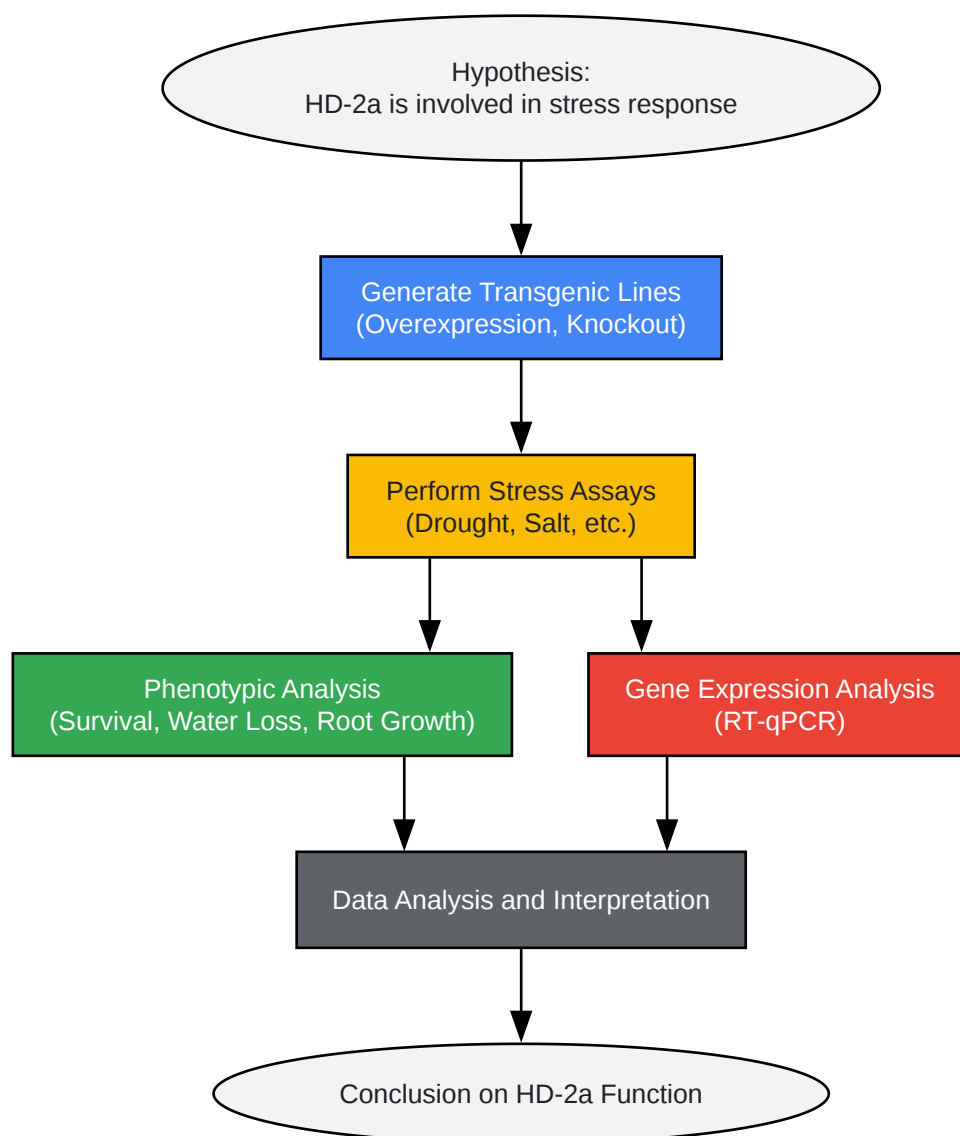 Hypothesis:
HD-2a is involved in stress response
Generate Transgenic Lines
(Overexpression, Knockout)
Perform Stress Assays
(Drought, Salt, etc.)
Phenotypic Analysis
(Survival, Water Loss, Root Growth)
Gene Expression Analysis
(RT-qPCR)
Data Analysis and Interpretation
Conclusion on HD-2a Function